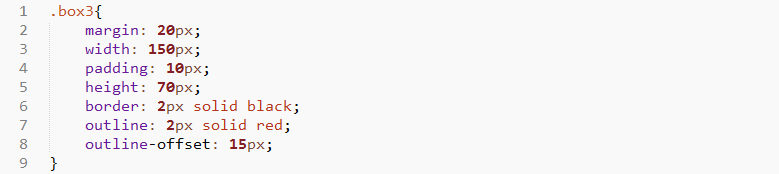 1 .box3{
2 margin: 20px;
3 width: 150px;
4 padding: 10px;
5 height: 70px;
6 border: 2px solid black;
7 outline: 2px solid red;
8 outline-offset: 15px;
9 }